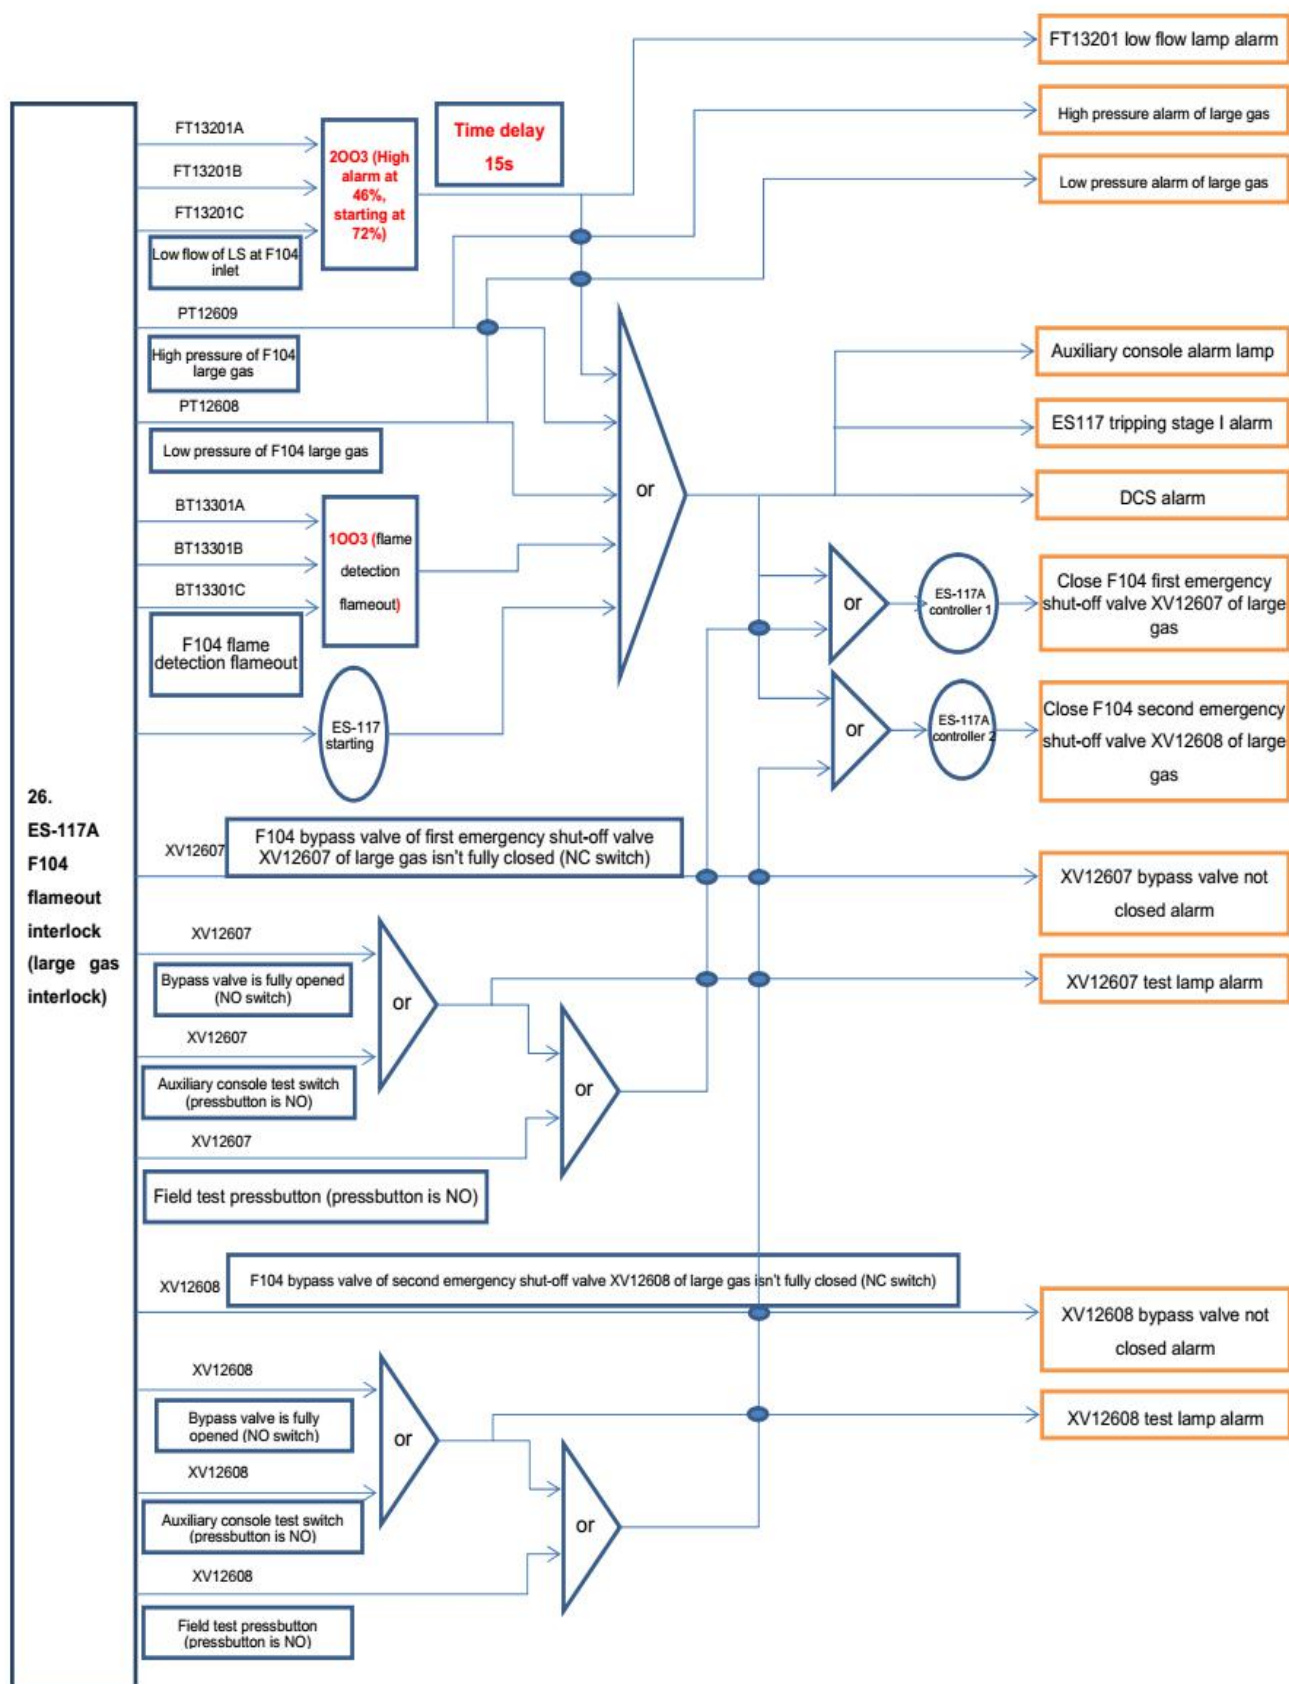 FT13201 low flow lamp alarm
High pressure alarm of large gas
Low pressure alarm of large gas
FT13201A
FT13201B
FT13201C
2OO3 (High
alarm at
46%,
starting at
72%)
Time delay
15s
Low flow of LS at F104
inlet
PT12609
High pressure of F104
large gas
PT12608
Low pressure of F104 large gas
BT13301A
BT13301B
BT13301C
1OO3 (flame
detection
flameout)
F104 flame
detection flameout
ES-117
starting
or
Auxiliary console alarm lamp
ES117 tripping stage I alarm
DCS alarm
or
ES-117A
controller 1
Close F104 first emergency
shut-off valve XV12607 of large
gas
or
ES-117A
controller 2
Close F104 second emergency
shut-off valve XV12608 of large
gas
26.
ES-117A
F104
flameout
interlock
(large gas
interlock)
XV12607
F104 bypass valve of first emergency shut-off valve
XV12607 of large gas isn't fully closed (NC switch)
XV12607 bypass valve not
closed alarm
XV12607
Bypass valve is fully opened
(NO switch)
or
XV12607 test lamp alarm
XV12607
Auxiliary console test switch
(pressbutton is NO)
or
XV12607
Field test pressbutton (pressbutton is NO)
XV12608
F104 bypass valve of second emergency shut-off valve XV12608 of large gas isn't fully closed (NC switch)
XV12608 bypass valve not
closed alarm
XV12608
Bypass valve is fully
opened (NO switch)
or
XV12608 test lamp alarm
XV12608
Auxiliary console test switch
(pressbutton is NO)
or
XV12608
Field test pressbutton
(pressbutton is NO)